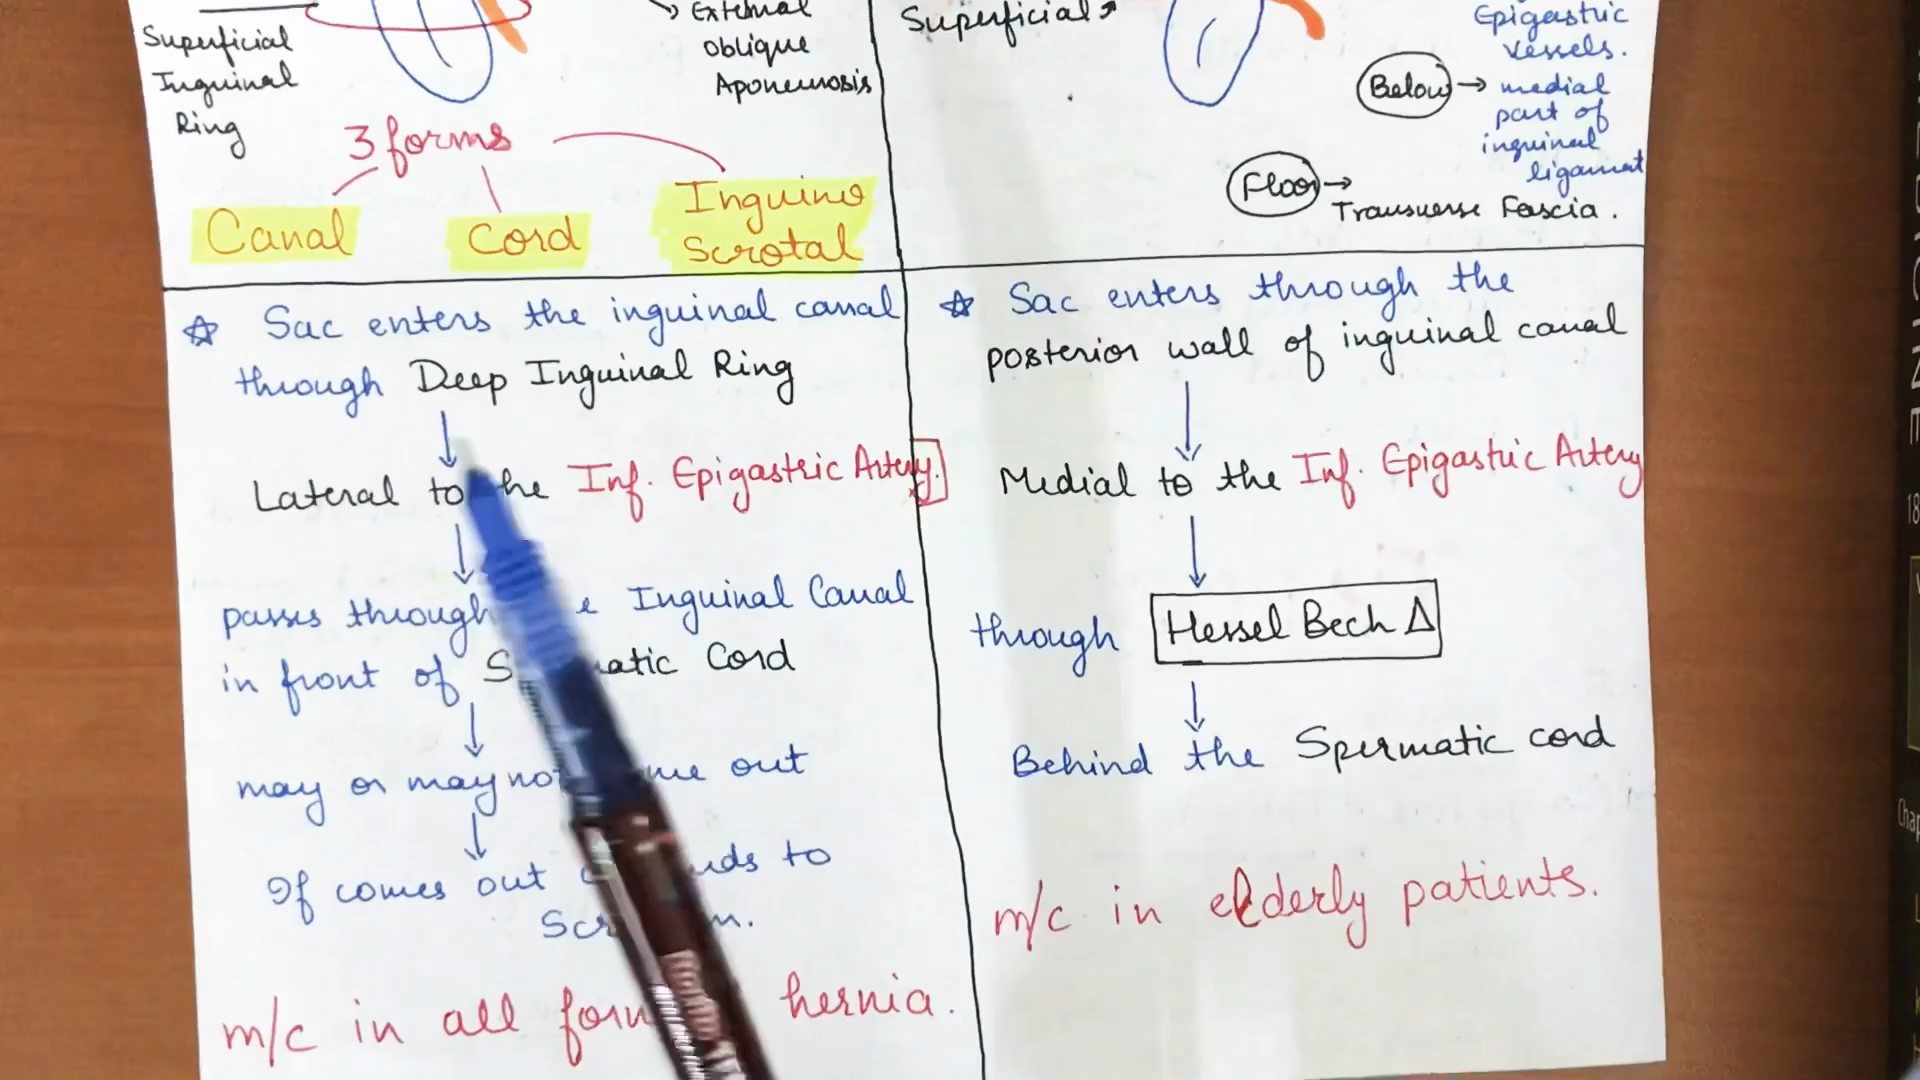 Superficial
Inguinal
Ring
External
oblique
Aponeurosis
3 forms
Canal
Cord
Inguino
Scrotal
Superficial
Epigastric
vessels.
Below → medial
part of
inguinal
ligament
Floor →
Transverse Fascia.
☆ Sac enters the inguinal canal
through Deep Inguinal Ring
↓
Lateral to the Inf. Epigastric Artery.
↓
passes through Inguinal Canal
in front of Cord
↓
may or may not out
↓
If comes out to
m/c in all hernia.
☆ Sac enters through the
posterior wall of inguinal canal
↓
Medial to the Inf. Epigastric Artery
↓
through Hessel Bech Δ
↓
Behind the Spermatic cord
m/c in elderly patients.
18
Chap